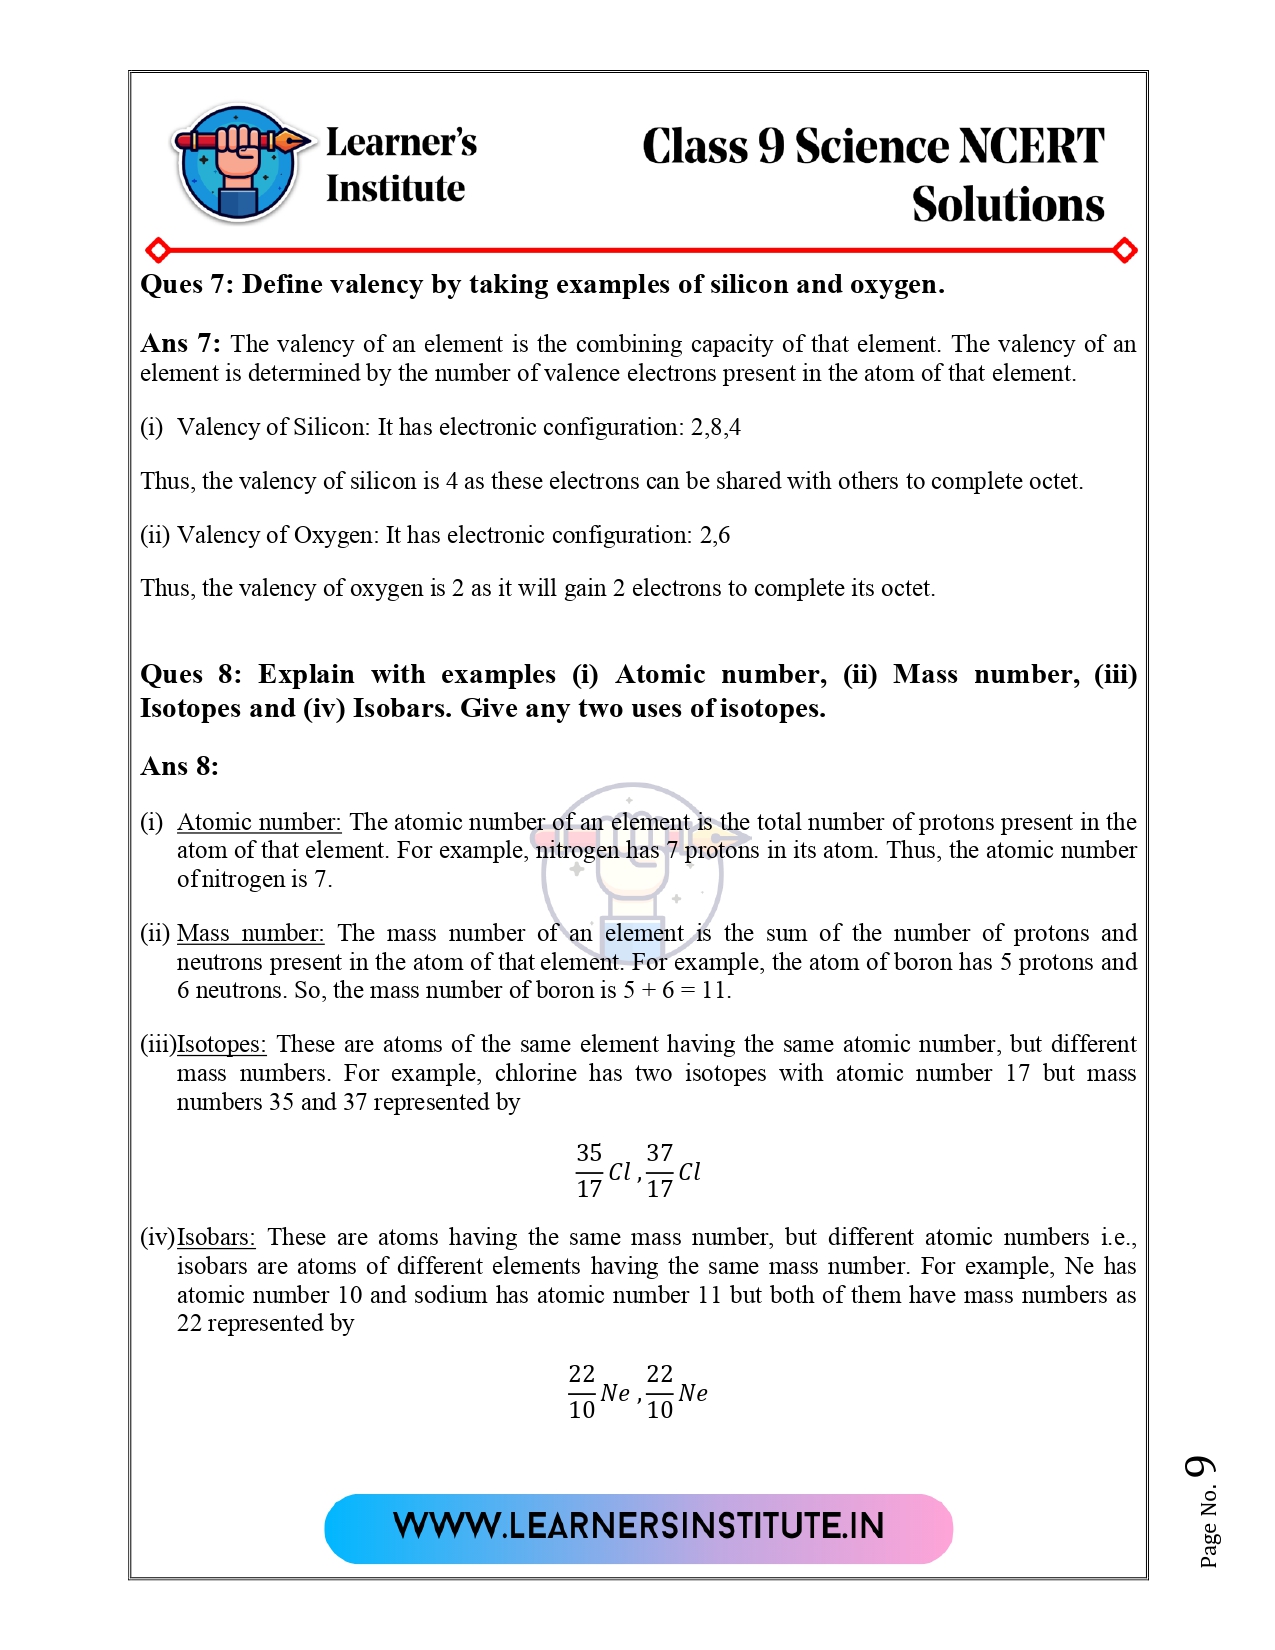 Learner's
Institute
Class 9 Science NCERT
Solutions
Ques 7: Define valency by taking examples of silicon and oxygen.
Ans 7: The valency of an element is the combining capacity of that element. The valency of an
element is determined by the number of valence electrons present in the atom of that element.
(i) Valency of Silicon: It has electronic configuration: 2,8,4
Thus, the valency of silicon is 4 as these electrons can be shared with others to complete octet.
(ii) Valency of Oxygen: It has electronic configuration: 2,6
Thus, the valency of oxygen is 2 as it will gain 2 electrons to complete its octet.
Ques 8: Explain with examples (i) Atomic number, (ii) Mass number, (iii)
Isotopes and (iv) Isobars. Give any two uses of isotopes.
Ans 8:
(i) Atomic number: The atomic number of an element is the total number of protons present in the
atom of that element. For example, nitrogen has 7 protons in its atom. Thus, the atomic number
of nitrogen is 7.
(ii) Mass number: The mass number of an element is the sum of the number of protons and
neutrons present in the atom of that element. For example, the atom of boron has 5 protons and
6 neutrons. So, the mass number of boron is 5 + 6 = 11.
(iii)Isotopes: These are atoms of the same element having the same atomic number, but different
mass numbers. For example, chlorine has two isotopes with atomic number 17 but mass
numbers 35 and 37 represented by
35/17 Cl , 37/17 Cl
(iv)Isobars: These are atoms having the same mass number, but different atomic numbers i.e.,
isobars are atoms of different elements having the same mass number. For example, Ne has
atomic number 10 and sodium has atomic number 11 but both of them have mass numbers as
22 represented by
22/10 Ne , 22/10 Ne
WWW.LEARNERSINSTITUTE.IN
Page No. 9